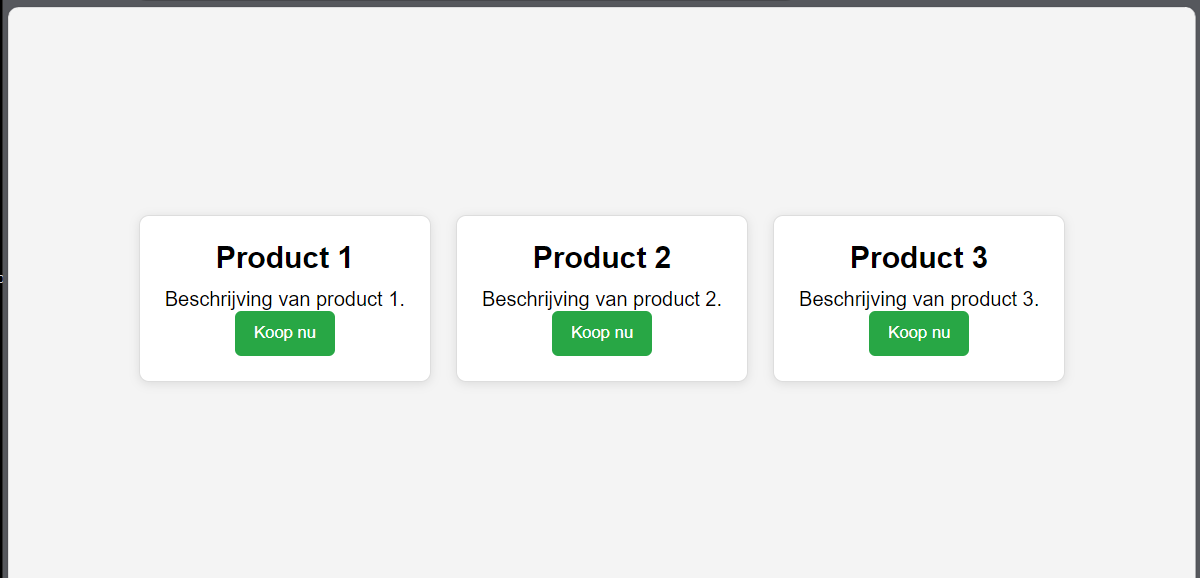 Product 1
Beschrijving van product 1.
Koop nu
Product 2
Beschrijving van product 2.
Koop nu
Product 3
Beschrijving van product 3.
Koop nu